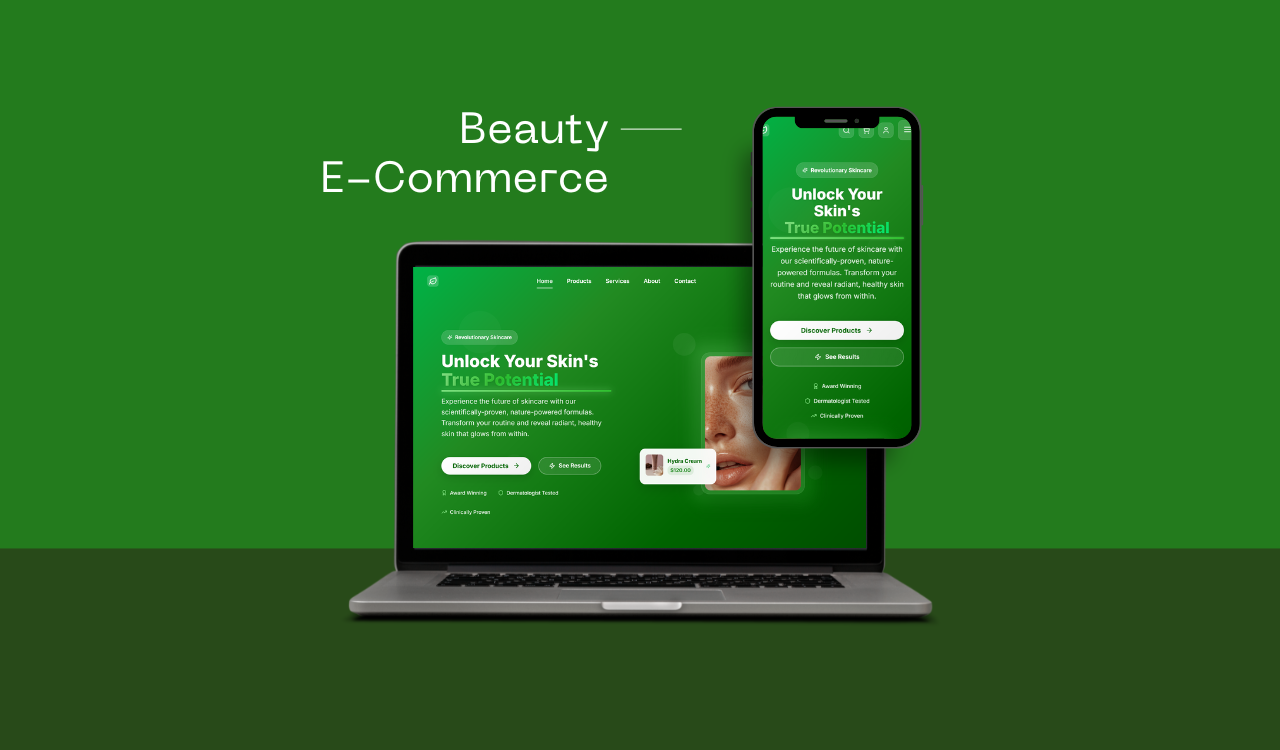 Beauty
E–Commerce
Home Products Services About Contact
Revolutionary Skincare
Unlock Your Skin's
True Potential
Experience the future of skincare with our
scientifically-proven, nature-powered formulas.
Transform your routine and reveal radiant, healthy
skin that glows from within.
Discover Products → See Results
Award Winning Dermatologist Tested
Clinically Proven
Hydra Cream
$120.00
Revolutionary Skincare
Unlock Your
Skin's
True Potential
Experience the future of skincare with
our scientifically-proven, nature-
powered formulas. Transform your
routine and reveal radiant, healthy skin
that glows from within.
Discover Products →
See Results
Award Winning
Dermatologist Tested
Clinically Proven